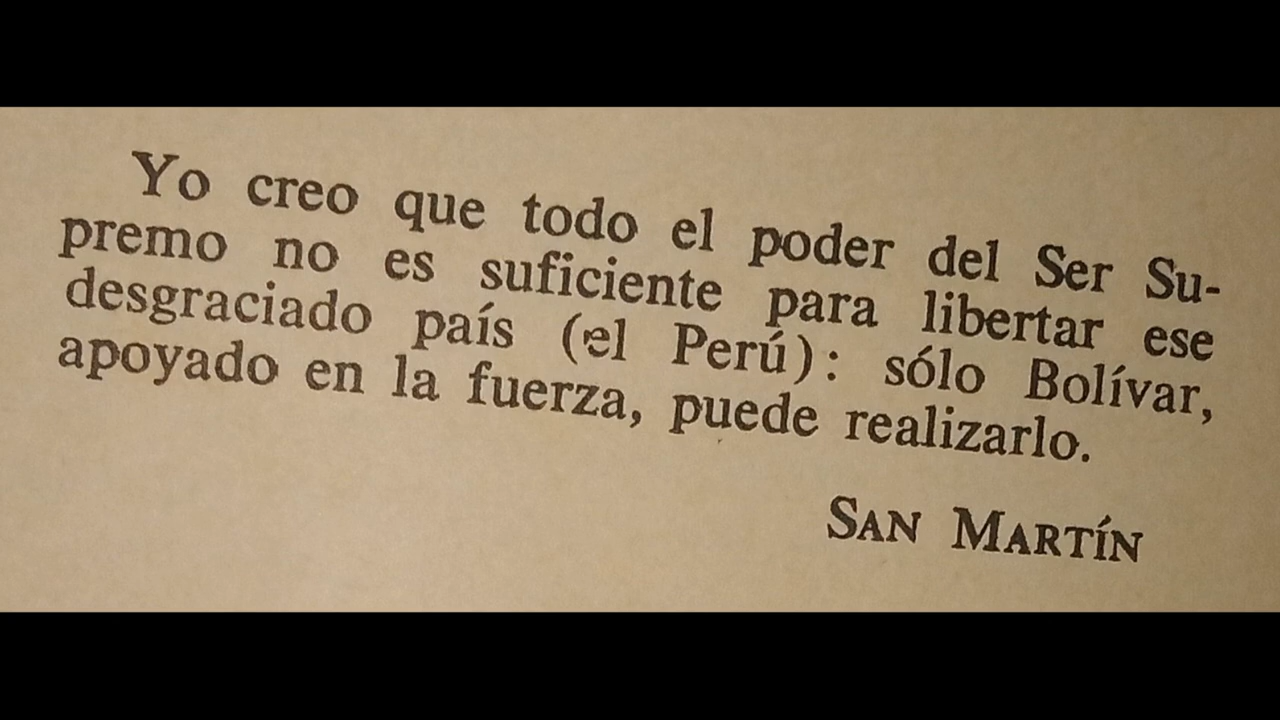 Yo creo que todo el poder del Ser Su-
premo no es suficiente para libertar ese
desgraciado país (el Perú): sólo Bolívar,
apoyado en la fuerza, puede realizarlo.
SAN MARTÍN